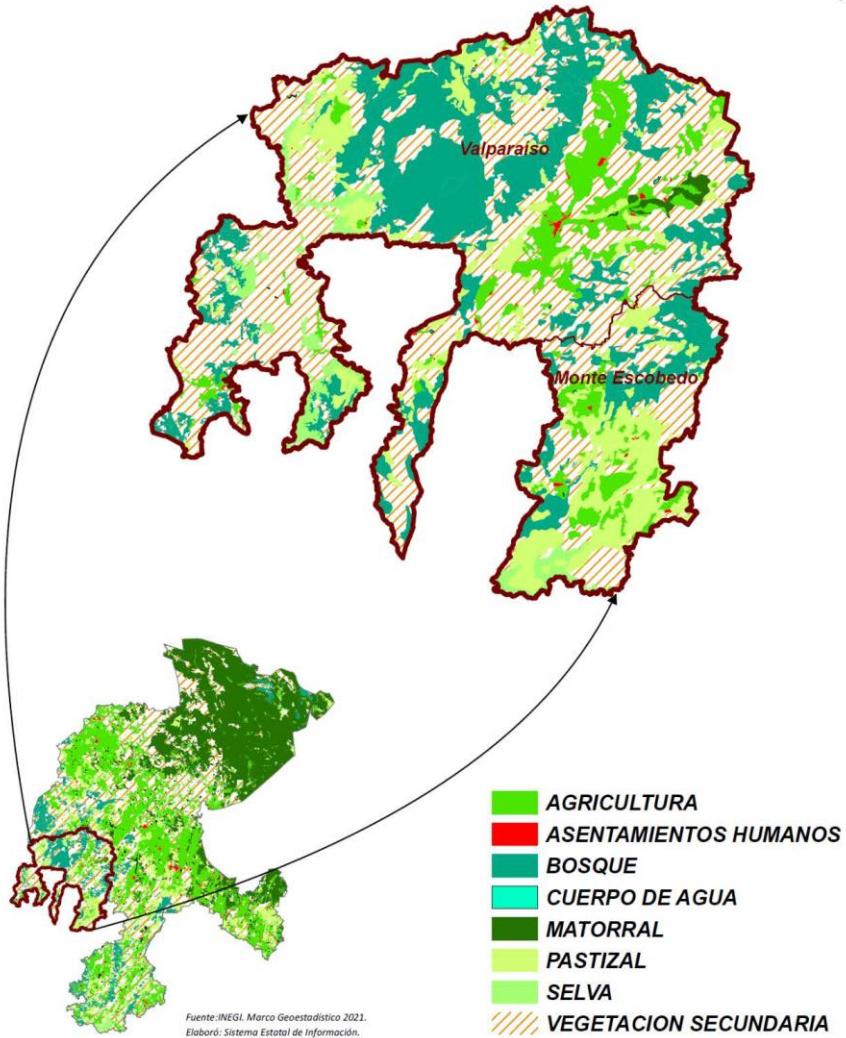 Valparaiso
Monte Escobedo
AGRICULTURA
ASENTAMIENTOS HUMANOS
BOSQUE
CUERPO DE AGUA
MATORRAL
PASTIZAL
SELVA
VEGETACION SECUNDARIA
Fuente:INEGI. Marco Geoestadístico 2021.
Elaboró: Sistema Estatal de Información.